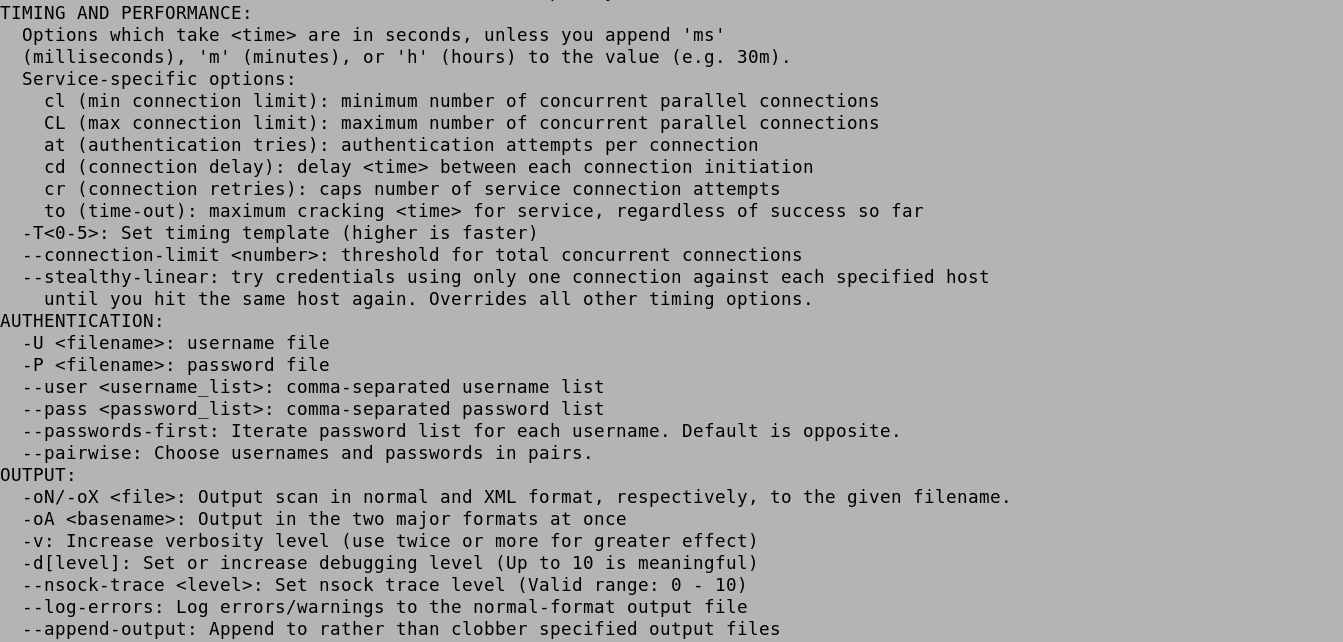 TIMING AND PERFORMANCE:
  Options which take <time> are in seconds, unless you append 'ms'
  (milliseconds), 'm' (minutes), or 'h' (hours) to the value (e.g. 30m).
  Service-specific options:
    cl (min connection limit): minimum number of concurrent parallel connections
    CL (max connection limit): maximum number of concurrent parallel connections
    at (authentication tries): authentication attempts per connection
    cd (connection delay): delay <time> between each connection initiation
    cr (connection retries): caps number of service connection attempts
    to (time-out): maximum cracking <time> for service, regardless of success so far
  -T<0-5>: Set timing template (higher is faster)
  --connection-limit <number>: threshold for total concurrent connections
  --stealthy-linear: try credentials using only one connection against each specified host
    until you hit the same host again. Overrides all other timing options.
AUTHENTICATION:
  -U <filename>: username file
  -P <filename>: password file
  --user <username_list>: comma-separated username list
  --pass <password_list>: comma-separated password list
  --passwords-first: Iterate password list for each username. Default is opposite.
  --pairwise: Choose usernames and passwords in pairs.
OUTPUT:
  -oN/-oX <file>: Output scan in normal and XML format, respectively, to the given filename.
  -oA <basename>: Output in the two major formats at once
  -v: Increase verbosity level (use twice or more for greater effect)
  -d[level]: Set or increase debugging level (Up to 10 is meaningful)
  --nsock-trace <level>: Set nsock trace level (Valid range: 0 - 10)
  --log-errors: Log errors/warnings to the normal-format output file
  --append-output: Append to rather than clobber specified output files